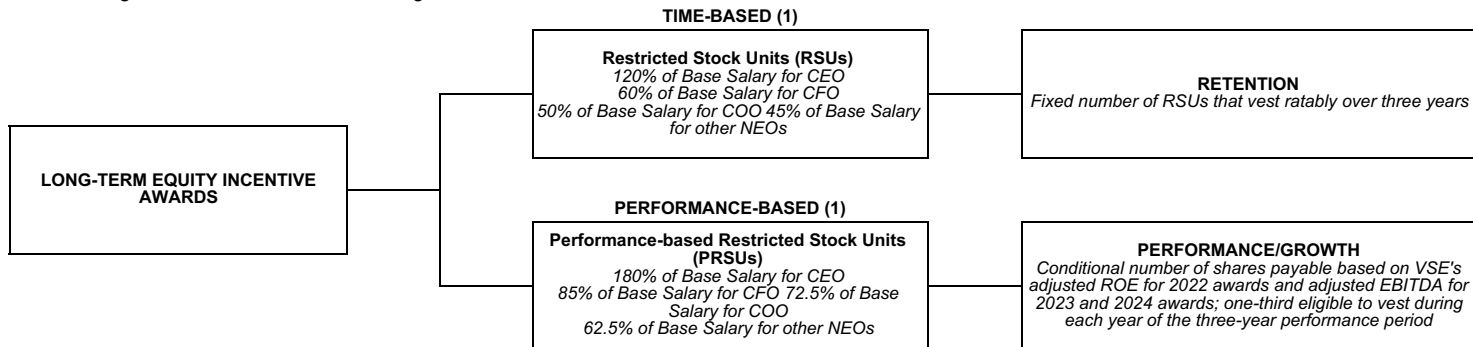 TIME-BASED (1)
Restricted Stock Units (RSUs)
120% of Base Salary for CEO
60% of Base Salary for CFO
50% of Base Salary for COO 45% of Base Salary
for other NEOs
RETENTION
Fixed number of RSUs that vest ratably over three years
LONG-TERM EQUITY INCENTIVE
AWARDS
PERFORMANCE-BASED (1)
Performance-based Restricted Stock Units
(PRSUs)
180% of Base Salary for CEO
85% of Base Salary for CFO 72.5% of Base
Salary for COO
62.5% of Base Salary for other NEOs
PERFORMANCE/GROWTH
Conditional number of shares payable based on VSE's
adjusted ROE for 2022 awards and adjusted EBITDA for
2023 and 2024 awards; one-third eligible to vest during
each year of the three-year performance period